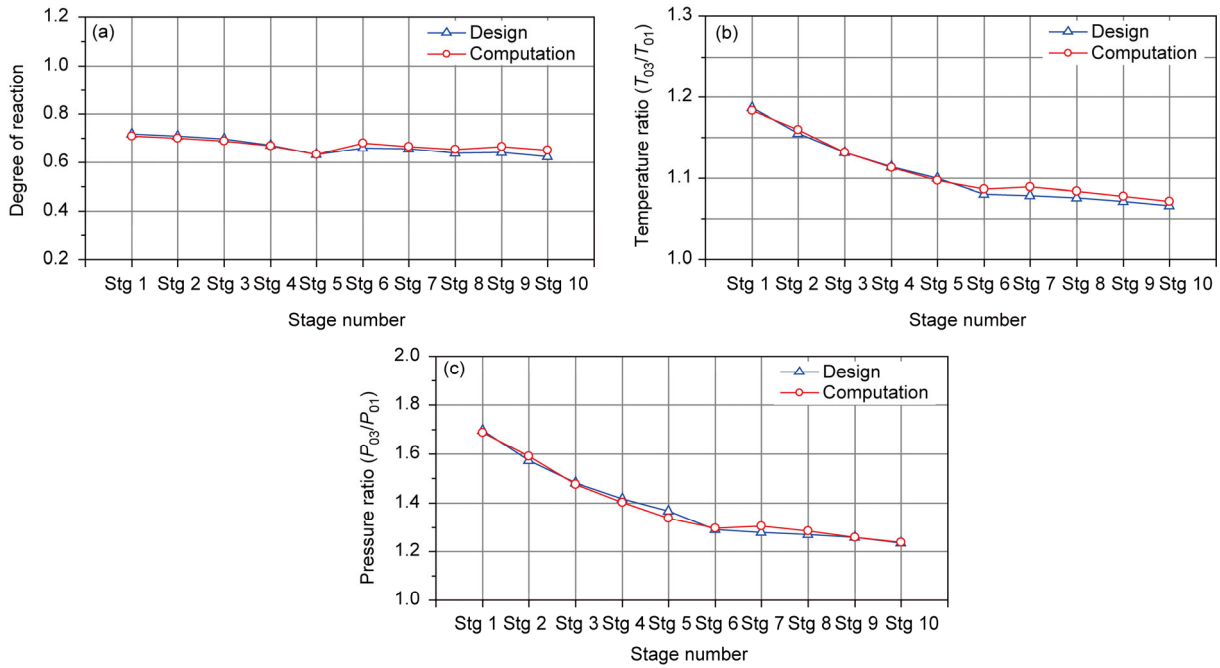 (a)
Design
Computation
1.2
1.0
0.8
0.6
0.4
0.2
Degree of reaction
Stg 1 Stg 2 Stg 3 Stg 4 Stg 5 Stg 6 Stg 7 Stg 8 Stg 9 Stg 10
Stage number
(b)
Design
Computation
1.3
1.2
1.1
1.0
Temperature ratio (T03/T01)
Stg 1 Stg 2 Stg 3 Stg 4 Stg 5 Stg 6 Stg 7 Stg 8 Stg 9 Stg 10
Stage number
(c)
Design
Computation
2.0
1.8
1.6
1.4
1.2
1.0
Pressure ratio (P03/P01)
Stg 1 Stg 2 Stg 3 Stg 4 Stg 5 Stg 6 Stg 7 Stg 8 Stg 9 Stg 10
Stage number